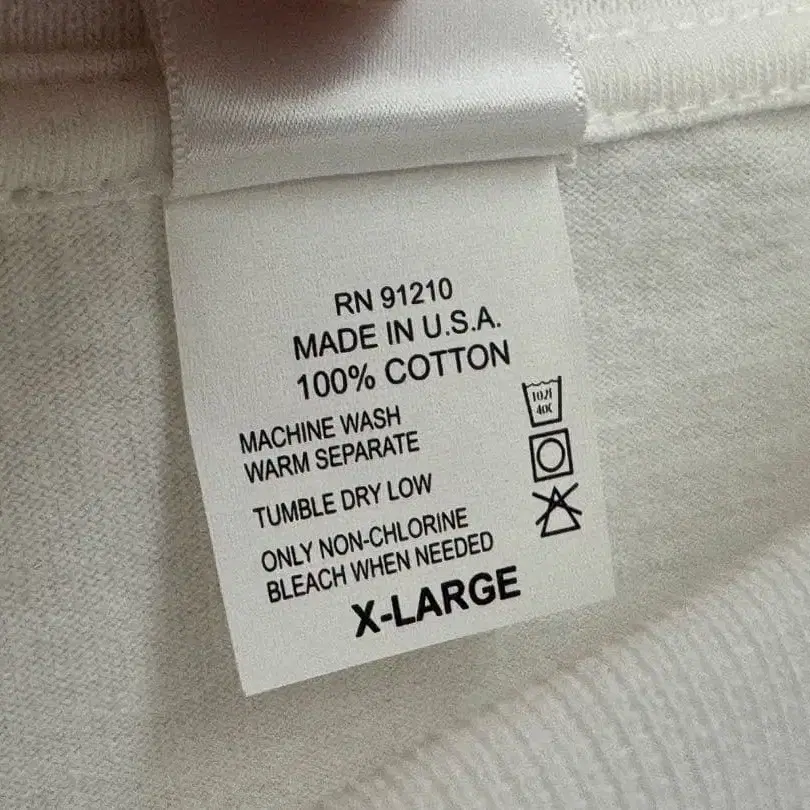 RN 91210
MADE IN U.S.A.
100% COTTON
MACHINE WASH
WARM SEPARATE
TUMBLE DRY LOW
ONLY NON-CHLORINE
BLEACH WHEN NEEDED
X-LARGE